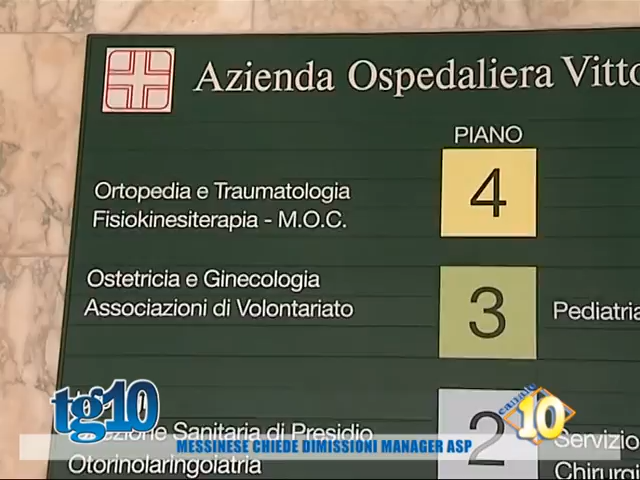 Azienda Ospedaliera Vitto
PIANO
Ortopedia e Traumatologia
Fisiokinesiterapia - M.O.C.
4
Ostetricia e Ginecologia
Associazioni di Volontariato
3
Pediatria
Sanitaria di Presidio
2
Servizio
Otorinolaringoiatria
Chirurgi
tg10
canale 10
MESSINESE CHIEDE DIMISSIONI MANAGER ASP